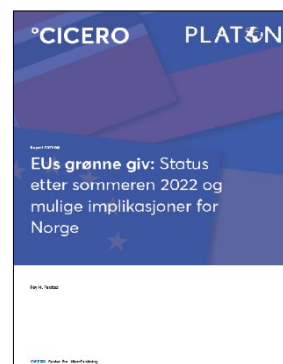 °CICERO PLATON
EUs grønne giv: Status
etter sommeren 2022 og
mulige implikasjoner for
Norge